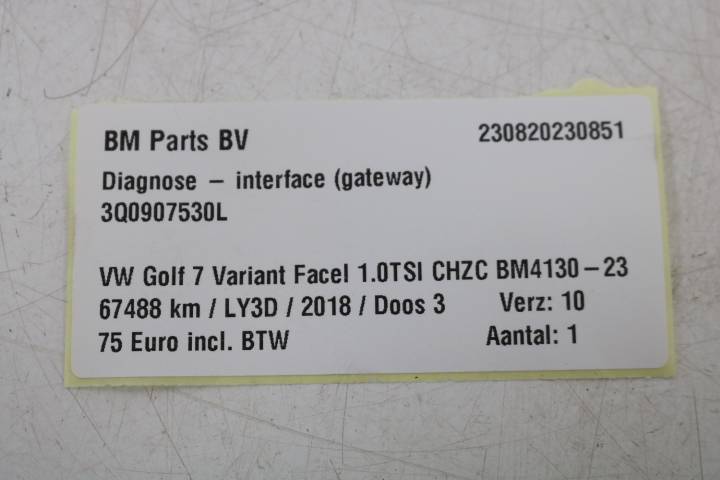 BM Parts BV 230820230851
Diagnose – interface (gateway)
3Q0907530L
VW Golf 7 Variant Facel 1.0TSI CHZC BM4130–23
67488 km / LY3D / 2018 / Doos 3 Verz: 10
75 Euro incl. BTW Aantal: 1